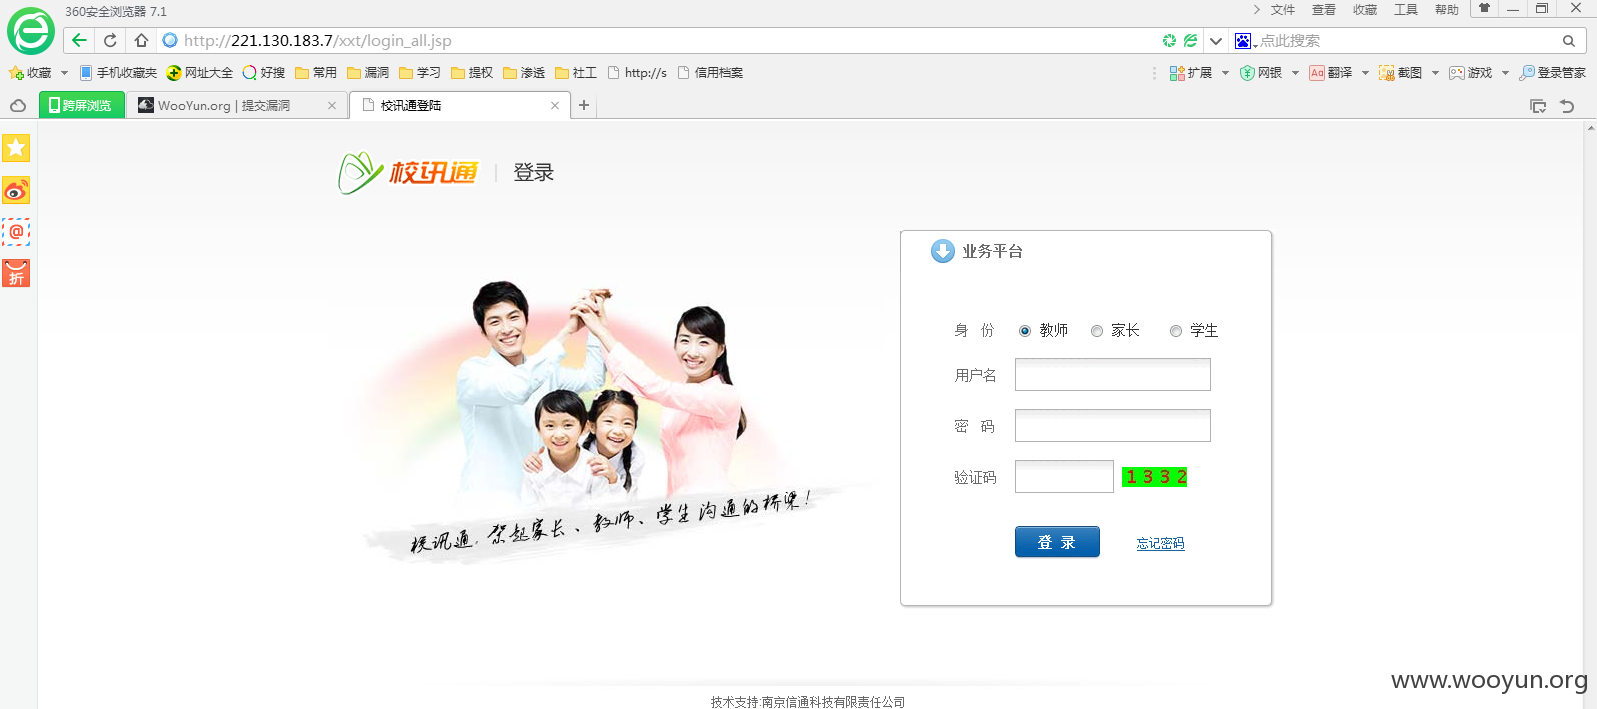 360安全浏览器 7.1
文件 查看 收藏 工具 帮助
http://221.130.183.7/xxt/login_all.jsp
点此搜索
收藏 手机收藏夹 网址大全 好搜 常用 漏洞 学习 提权 渗透 社工 http://s 信用档案
扩展 网银 Aa 翻译 截图 游戏 登录管家
跨屏浏览 WooYun.org | 提交漏洞 校讯通登陆
@
折
校讯通 | 登录
业务平台
身 份 教师 家长 学生
用户名
密 码
验证码 1332
登 录 忘记密码
校讯通，架起家长、教师、学生沟通的桥梁！
www.wooyun.org
技术支持:南京信通科技有限责任公司